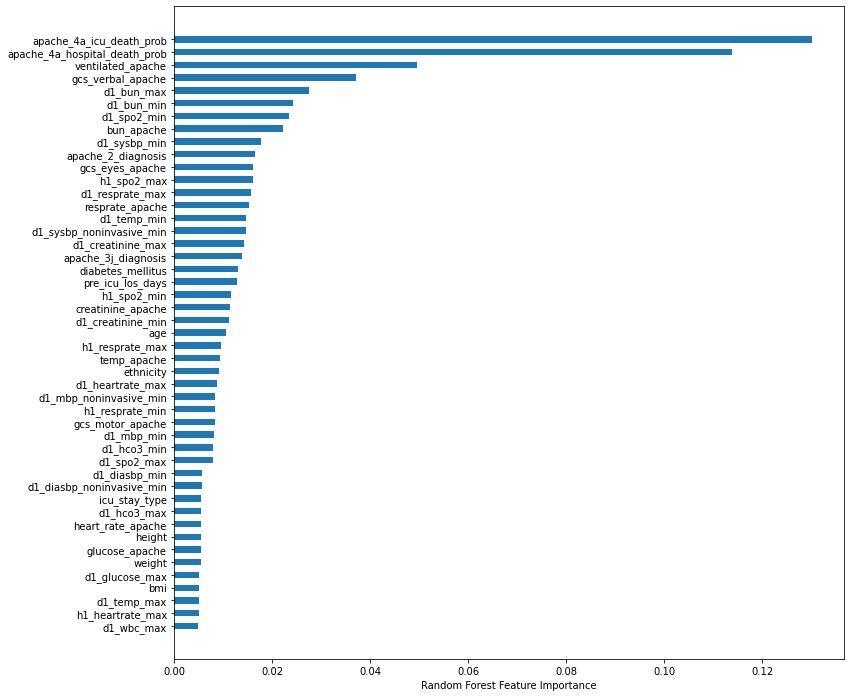 apache_4a_icu_death_prob
apache_4a_hospital_death_prob
ventilated_apache
gcs_verbal_apache
d1_bun_max
d1_bun_min
d1_spo2_min
bun_apache
d1_sysbp_min
apache_2_diagnosis
gcs_eyes_apache
h1_spo2_max
d1_resprate_max
resprate_apache
d1_temp_min
d1_sysbp_noninvasive_min
d1_creatinine_max
apache_3j_diagnosis
diabetes_mellitus
pre_icu_los_days
h1_spo2_min
creatinine_apache
d1_creatinine_min
age
h1_resprate_max
temp_apache
ethnicity
d1_heartrate_max
d1_mbp_noninvasive_min
h1_resprate_min
gcs_motor_apache
d1_mbp_min
d1_hco3_min
d1_spo2_max
d1_diasbp_min
d1_diasbp_noninvasive_min
icu_stay_type
d1_hco3_max
heart_rate_apache
height
glucose_apache
weight
d1_glucose_max
bmi
d1_temp_max
h1_heartrate_max
d1_wbc_max
0.00 0.02 0.04 0.06 0.08 0.10 0.12
Random Forest Feature Importance